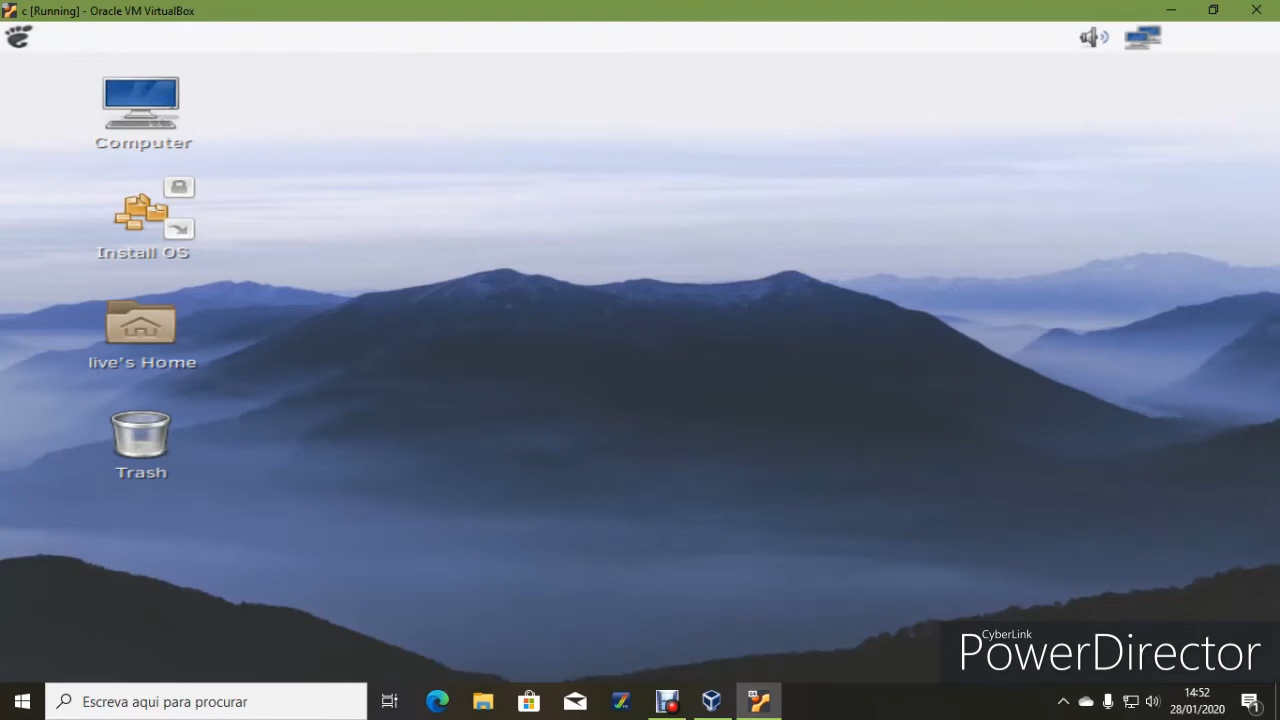 c [Running] - Oracle VM VirtualBox
Computer
Install OS
live's Home
Trash
CyberLink
PowerDirector
Escreva aqui para procurar
14:52
28/01/2020
1